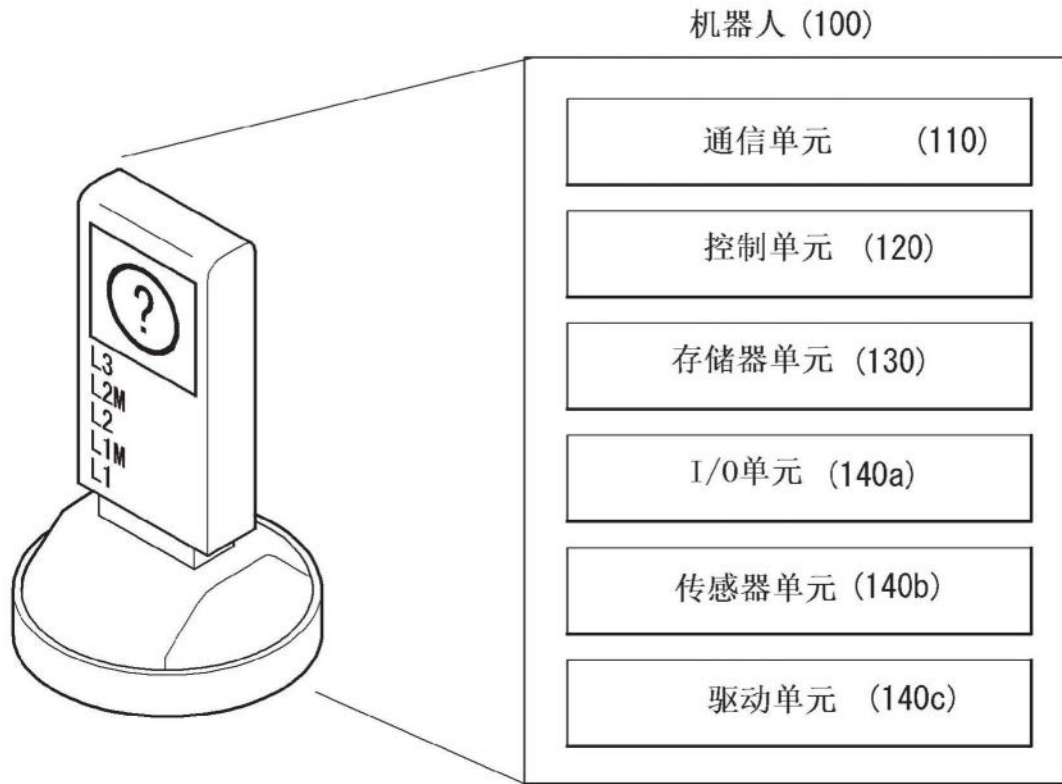 机器人 (100)
通信单元 (110)
控制单元 (120)
存储器单元 (130)
I/O单元 (140a)
传感器单元 (140b)
驱动单元 (140c)
?
L3
L2M
L2
L1M
L1